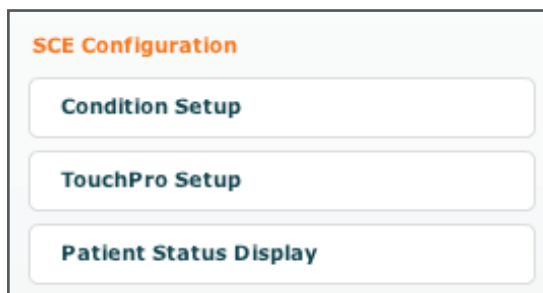 SCE Configuration
Condition Setup
TouchPro Setup
Patient Status Display